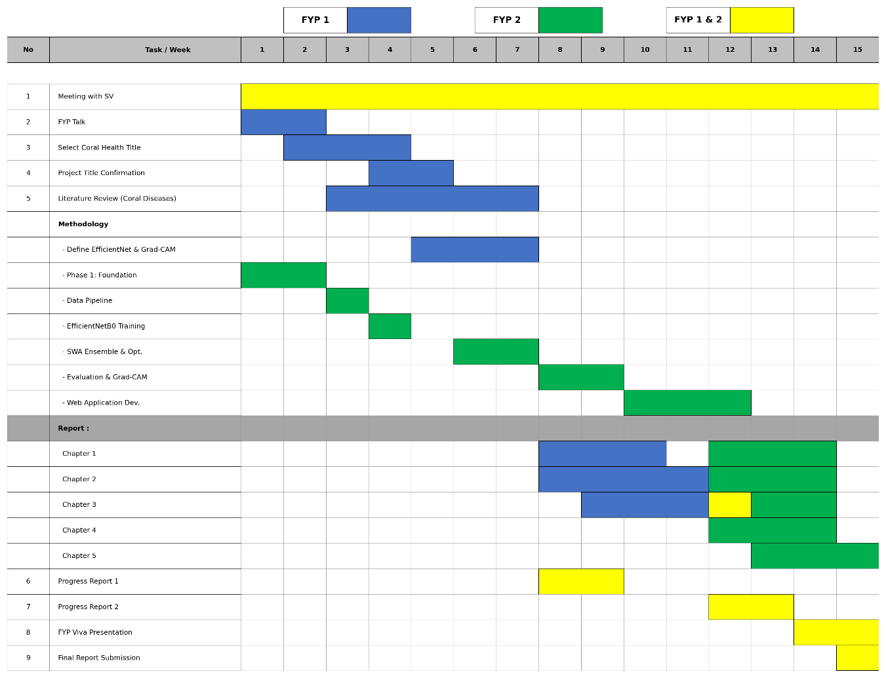 FYP 1 FYP 2 FYP 1 & 2
No Task / Week 1 2 3 4 5 6 7 8 9 10 11 12 13 14 15
1 Meeting with SV
2 FYP Talk
3 Select Coral Health Title
4 Project Title Confirmation
5 Literature Review (Coral Diseases)
Methodology
- Define EfficientNet & Grad-CAM
- Phase 1: Foundation
- Data Pipeline
- EfficientNetB0 Training
- SWA Ensemble & Opt.
- Evaluation & Grad-CAM
- Web Application Dev.
Report :
Chapter 1
Chapter 2
Chapter 3
Chapter 4
Chapter 5
6 Progress Report 1
7 Progress Report 2
8 FYP Viva Presentation
9 Final Report Submission